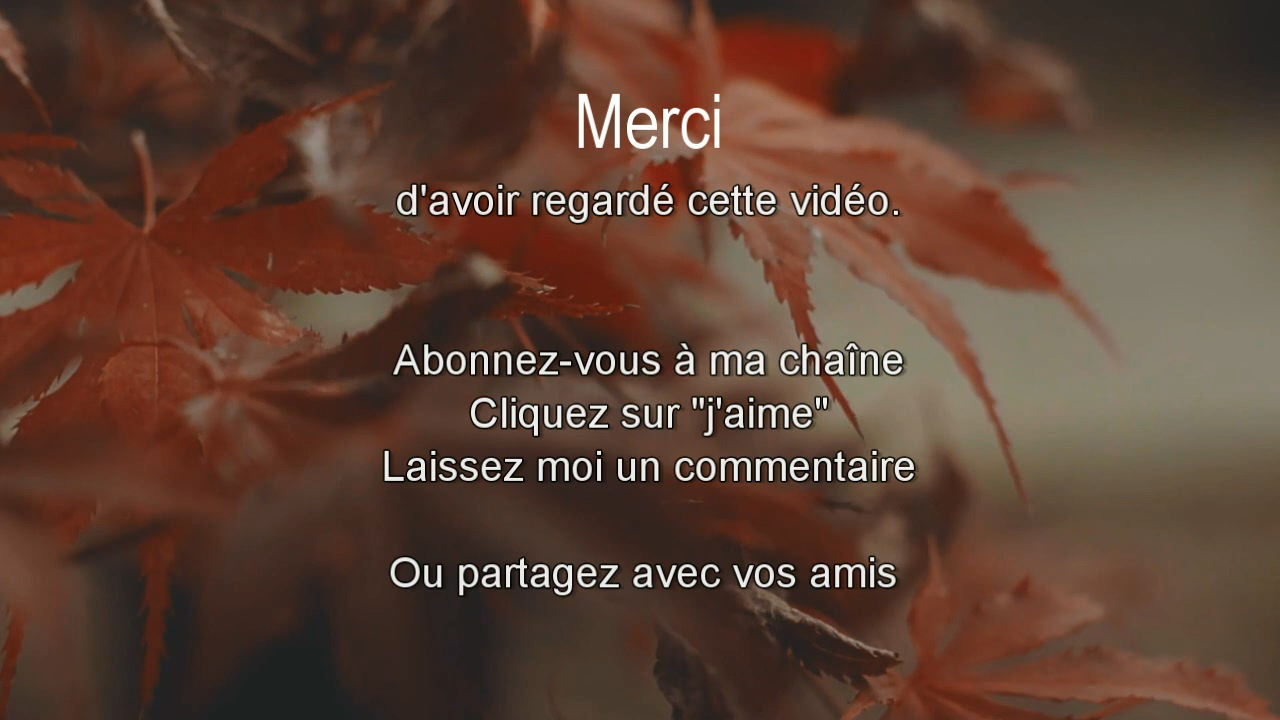 Merci
d'avoir regardé cette vidéo.
Abonnez-vous à ma chaîne
Cliquez sur "j'aime"
Laissez moi un commentaire
Ou partagez avec vos amis